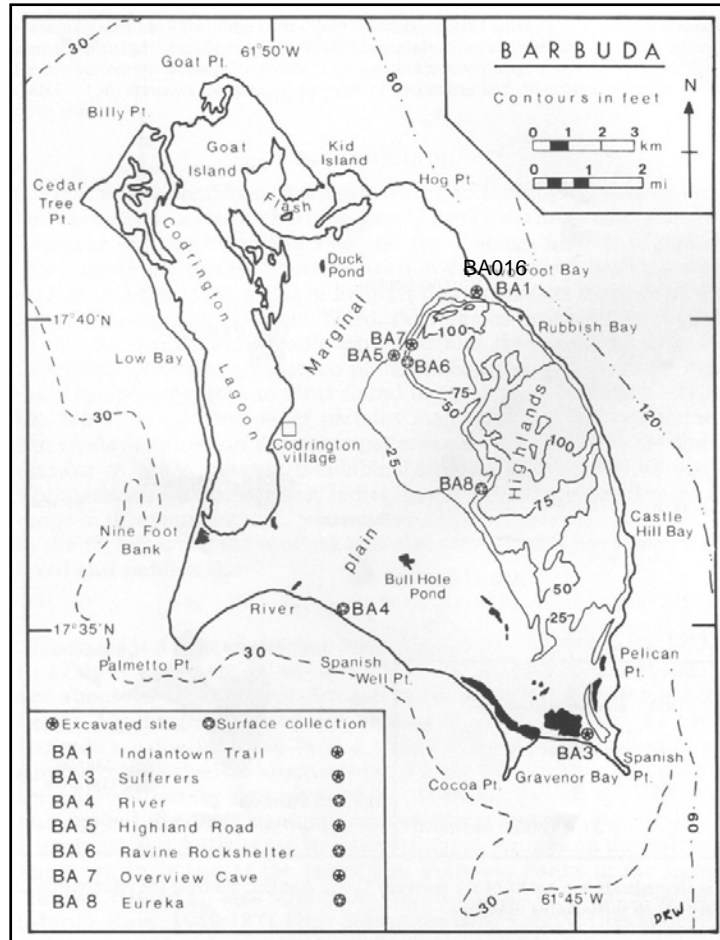 61°50'W
BARBUDA
Contours in feet
N
0 1 2 3
km
0 1 2
mi
30
60
Goat Pt.
Billy Pt.
Goat
Island
Kid
Island
Hog Pt.
Cedar
Tree Pt.
Flash
Codrington
Lagoon
Duck
Pond
BA016
Foot Bay
BA1
17°40'
Marginal
Rubbish Bay
100
BA7
BA5
BA6
Low Bay
75
50
30
120
Highlands
100
Codrington
village
25
BA8
75
Nine Foot
Bank
Castle
Hill Bay
plain
Bull Hole
Pond
50
River
BA4
25
17°35'
Palmetto Pt.
30
Spanish
Well Pt.
Pelican
Pt.
BA3
Spanish
Pt.
Cocoa Pt.
Gravenor Bay
60
30
61°45'W
DRW
Excavated site Surface collection
BA 1 Indiantown Trail
BA 3 Sufferers
BA 4 River
BA 5 Highland Road
BA 6 Ravine Rockshelter
BA 7 Overview Cave
BA 8 Eureka